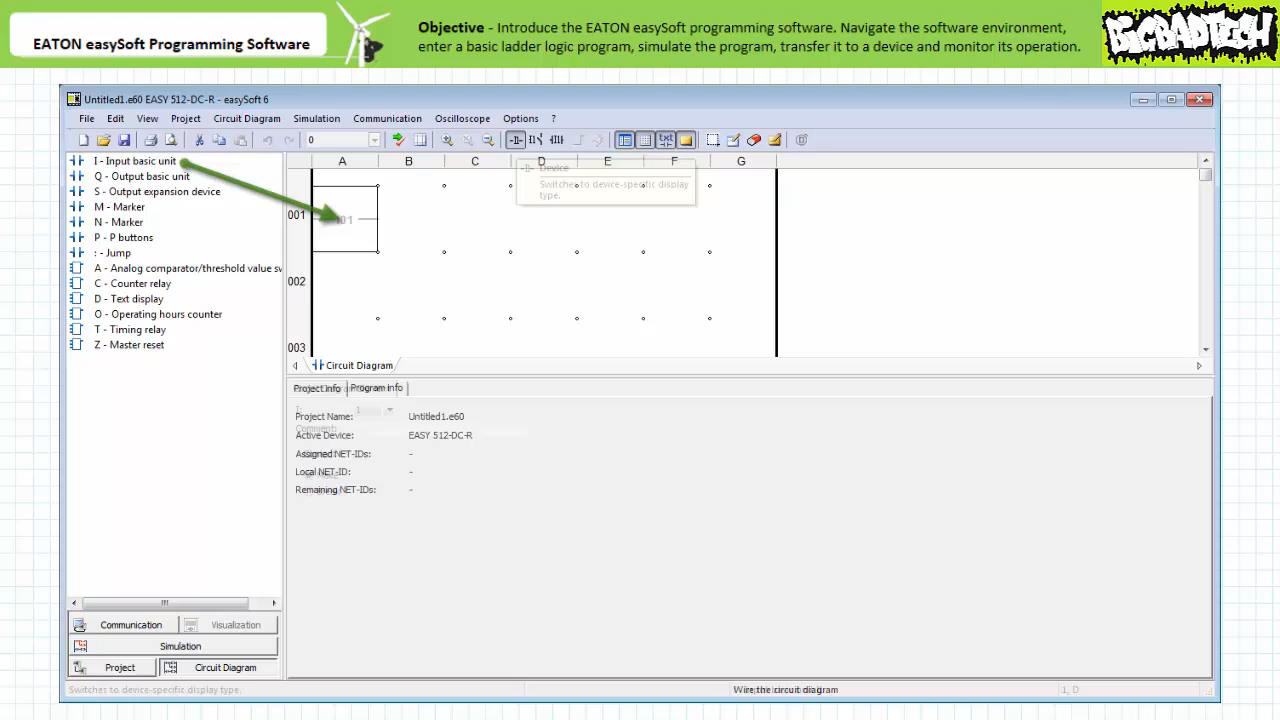 EATON easySoft Programming Software
Objective - Introduce the EATON easySoft programming software. Navigate the software environment,
enter a basic ladder logic program, simulate the program, transfer it to a device and monitor its operation.
BIGBADTECH
Untitled1.e60 EASY 512-DC-R - easySoft 6
File Edit View Project Circuit Diagram Simulation Communication Oscilloscope Options ?
0
I - Input basic unit
Q - Output basic unit
S - Output expansion device
M - Marker
N - Marker
P - P buttons
: - Jump
A - Analog comparator/threshold value sw
C - Counter relay
D - Text display
O - Operating hours counter
T - Timing relay
Z - Master reset
A B C D E F G
Device
Switches to device-specific display
type.
001
002
003
Circuit Diagram
Project info Program info
1
Project Name: Untitled1.e60
Comment:
Active Device: EASY 512-DC-R
Assigned NET-IDs: -
Local NET-ID: -
Remaining NET-IDs: -
Communication Visualization
Simulation
Project Circuit Diagram
Switches to device-specific display type.
Wire the circuit diagram
1, D